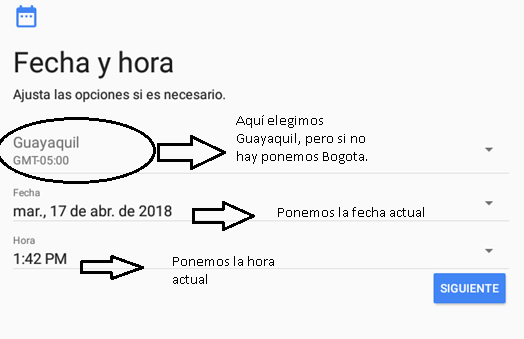 Fecha y hora
Ajusta las opciones si es necesario.
Guayaquil
GMT-05:00
Aquí elegimos
Guayaquil, pero si no
hay ponemos Bogota.
Fecha
mar., 17 de abr. de 2018
Ponemos la fecha actual
Hora
1:42 PM
Ponemos la hora
actual
SIGUIENTE